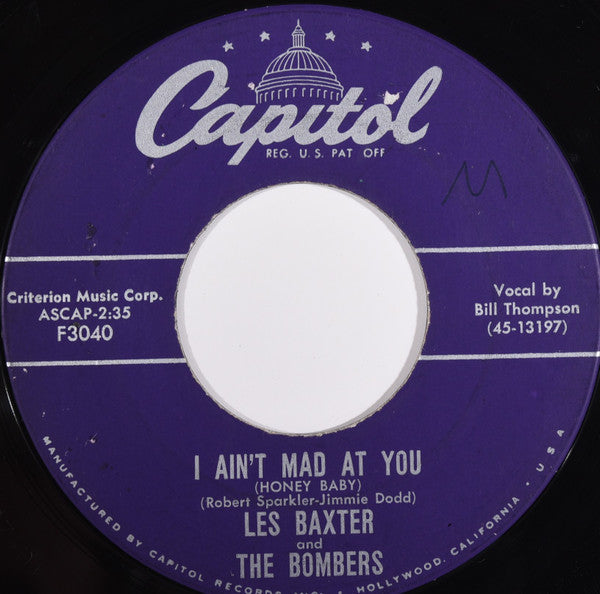 Capitol
REG. U.S. PAT OFF
M
Criterion Music Corp.
ASCAP-2:35
F3040
Vocal by
Bill Thompson
(45-13197)
I AIN'T MAD AT YOU
(HONEY BABY)
(Robert Sparkler-Jimmie Dodd)
LES BAXTER
and
THE BOMBERS
MANUFACTURED BY CAPITOL RECORDS, INC., HOLLYWOOD, CALIFORNIA • U S A